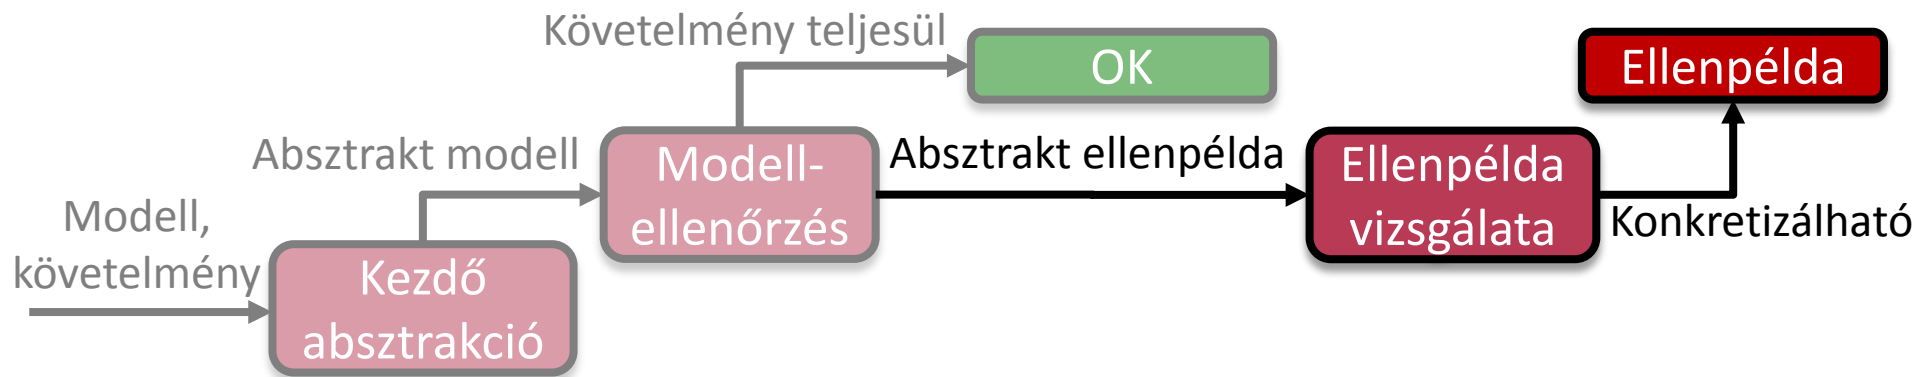 Követelmény teljesül
OK
Ellenpélda
Absztrakt modell
Modell-
ellenőrzés
Absztrakt ellenpélda
Ellenpélda
vizsgálata
Konkretizálható
Modell,
követelmény
Kezdő
absztrakció